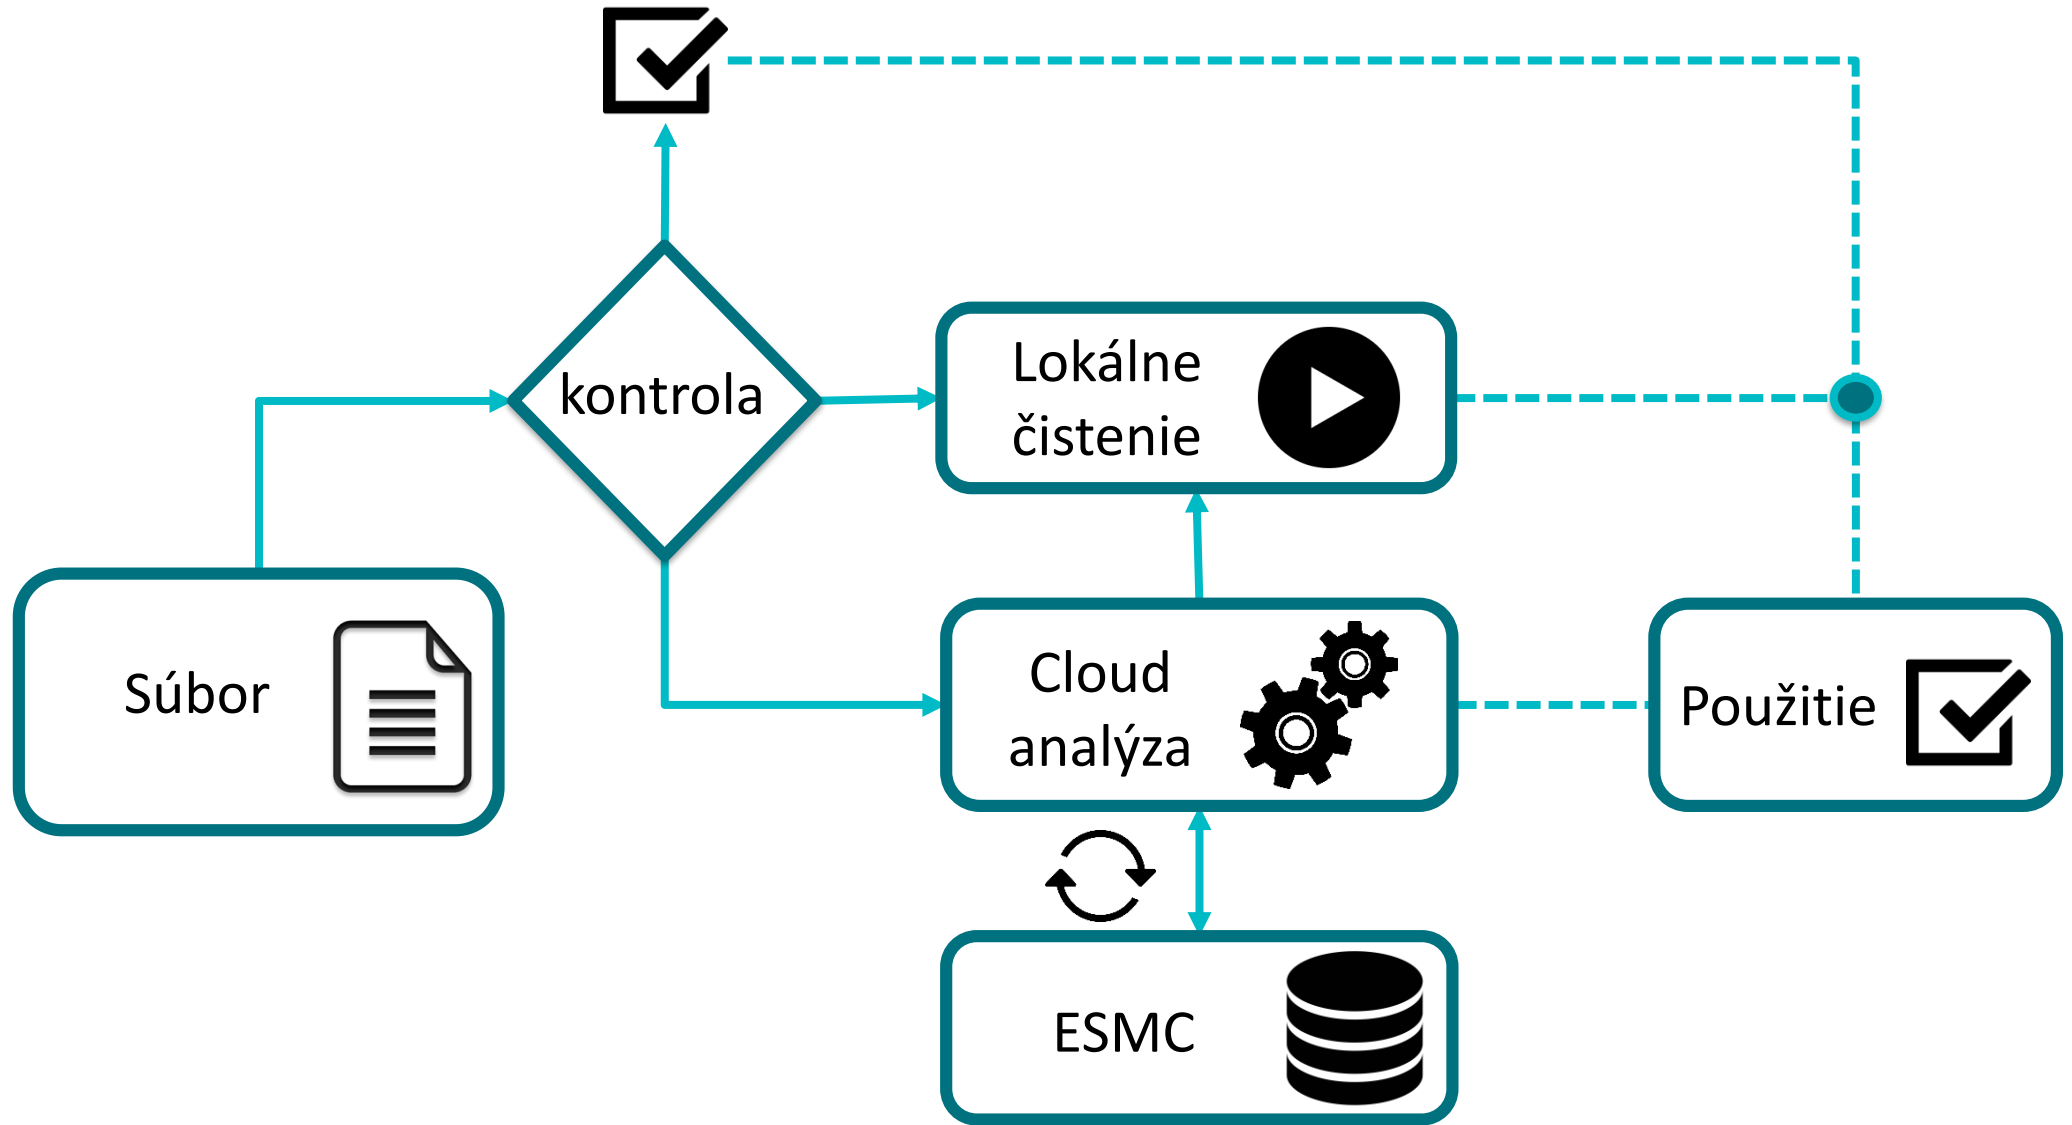 kontrola
Lokálne
čistenie
Súbor
Cloud
analýza
Použitie
ESMC